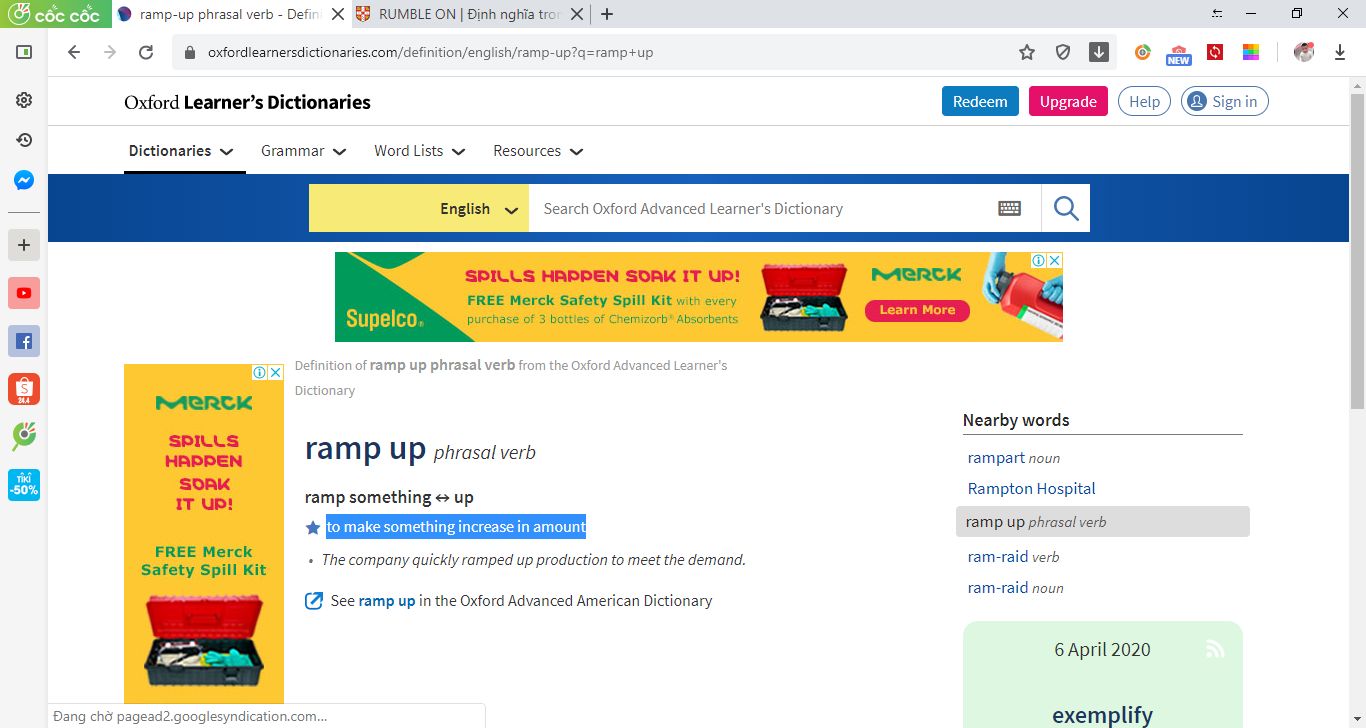 cốc cốc
ramp-up phrasal verb - Defini
RUMBLE ON | Định nghĩa tron
oxfordlearnersdictionaries.com/definition/english/ramp-up?q=ramp+up
NEW
Oxford Learner's Dictionaries
Redeem
Upgrade
Help
Sign in
Dictionaries
Grammar
Word Lists
Resources
English
Search Oxford Advanced Learner's Dictionary
Supelco®
SPILLS HAPPEN SOAK IT UP!
FREE Merck Safety Spill Kit with every
purchase of 3 bottles of Chemizorb® Absorbents
MERCK
Learn More
MERCK
SPILLS
HAPPEN
SOAK
IT UP!
FREE Merck
Safety Spill Kit
Definition of ramp up phrasal verb from the Oxford Advanced Learner's
Dictionary
ramp up phrasal verb
ramp something ↔ up
to make something increase in amount
• The company quickly ramped up production to meet the demand.
See ramp up in the Oxford Advanced American Dictionary
Nearby words
rampart noun
Rampton Hospital
ramp up phrasal verb
ram-raid verb
ram-raid noun
6 April 2020
exemplify
S
24.4
TIKI
-50%
Đang chờ pagead2.googlesyndication.com...